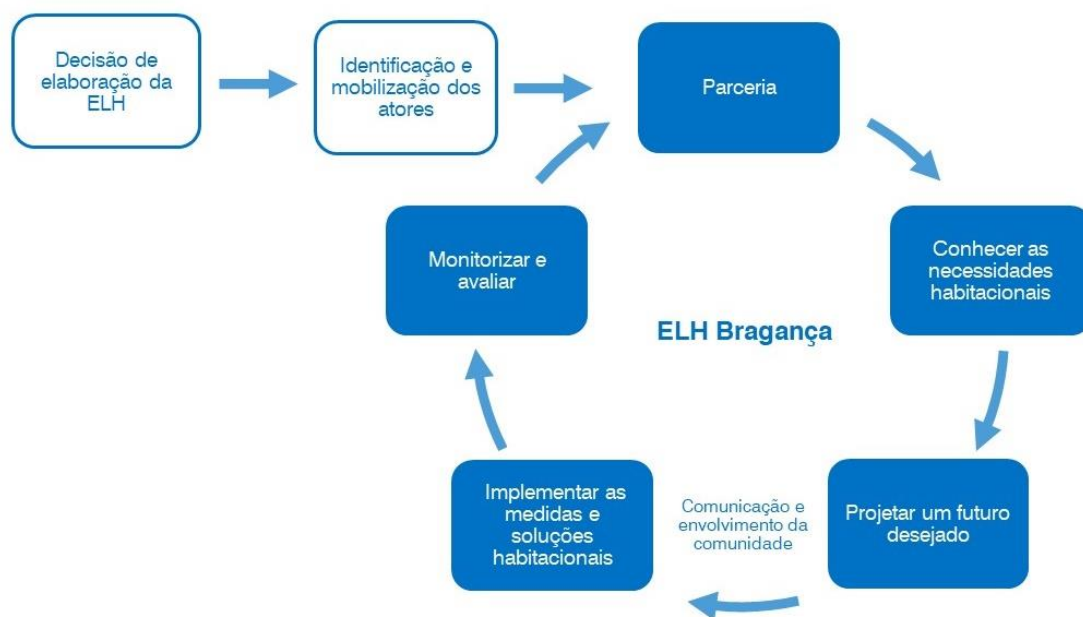 Decisão de
elaboração da
ELH
Identificação e
mobilização dos
atores
Parceria
Conhecer as
necessidades
habitacionais
Projetar um futuro
desejado
Comunicação e
envolvimento da
comunidade
Implementar as
medidas e
soluções
habitacionais
Monitorizar e
avaliar
ELH Bragança